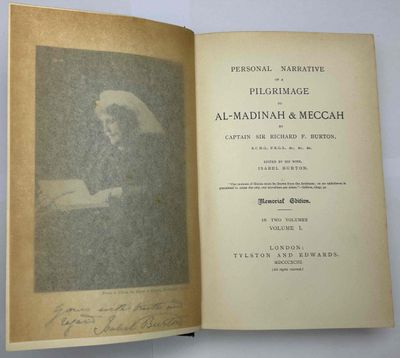 Yours with truth and
regard Isabel Burton
PERSONAL NARRATIVE
OF A
PILGRIMAGE
TO
AL-MADINAH & MECCAH
BY
CAPTAIN SIR RICHARD F. BURTON,
K.C.M.G., F.R.G.S., &c., &c., &c.
EDITED BY HIS WIFE,
ISABEL BURTON.
Memorial Edition.
IN TWO VOLUMES
VOLUME I.
LONDON:
TYLSTON AND EDWARDS.
MDCCCXCIII.
(All rights reserved.)